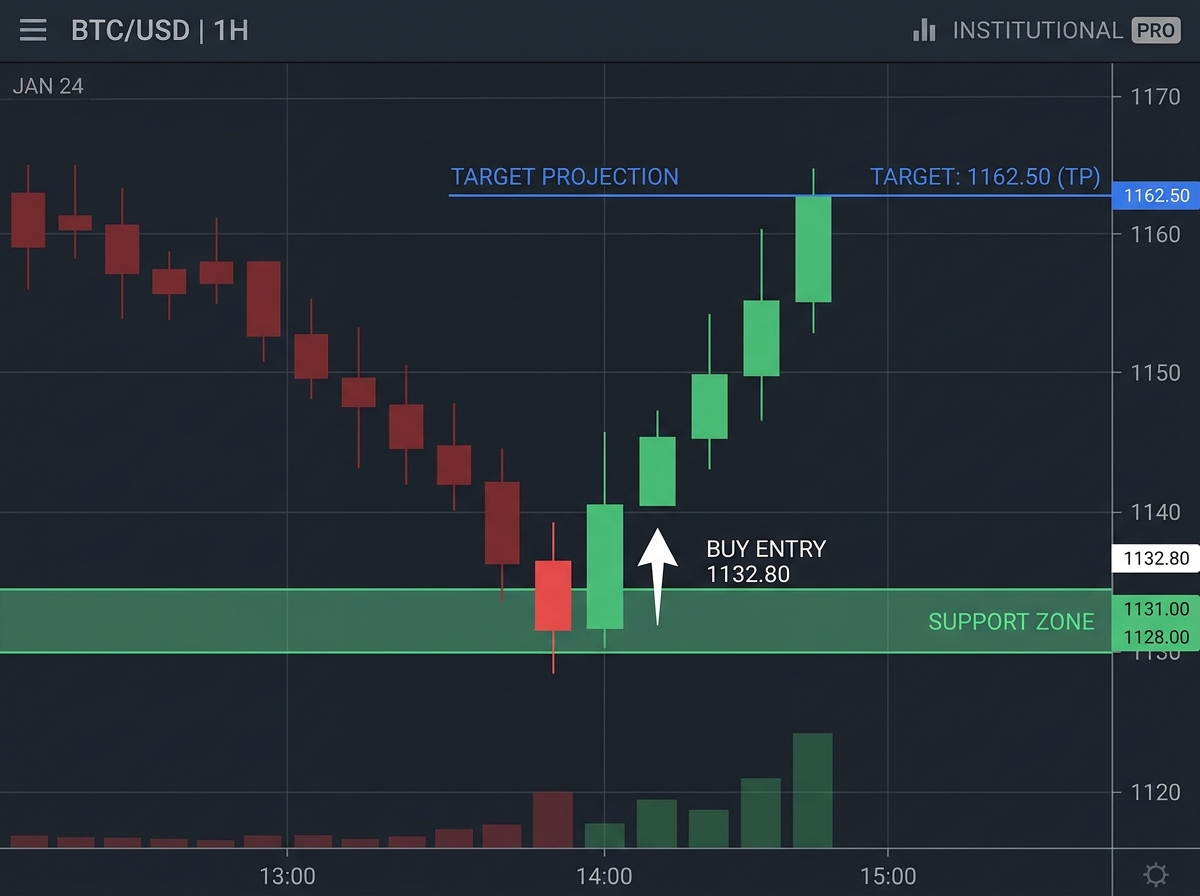 BTC/USD | 1H
INSTITUTIONAL PRO
JAN 24
1170
TARGET PROJECTION
TARGET: 1162.50 (TP)
1162.50
1160
1150
1140
BUY ENTRY
1132.80
1132.80
1131.00
SUPPORT ZONE
1128.00
1130
1120
13:00
14:00
15:00